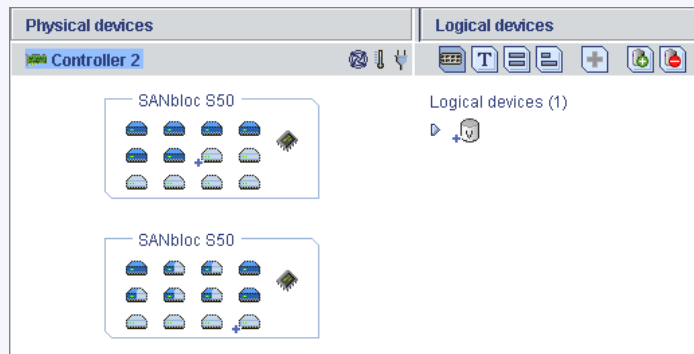 Physical devices
Logical devices
Controller 2
T
SANbloc S50
Logical devices (1)
V
SANbloc S50